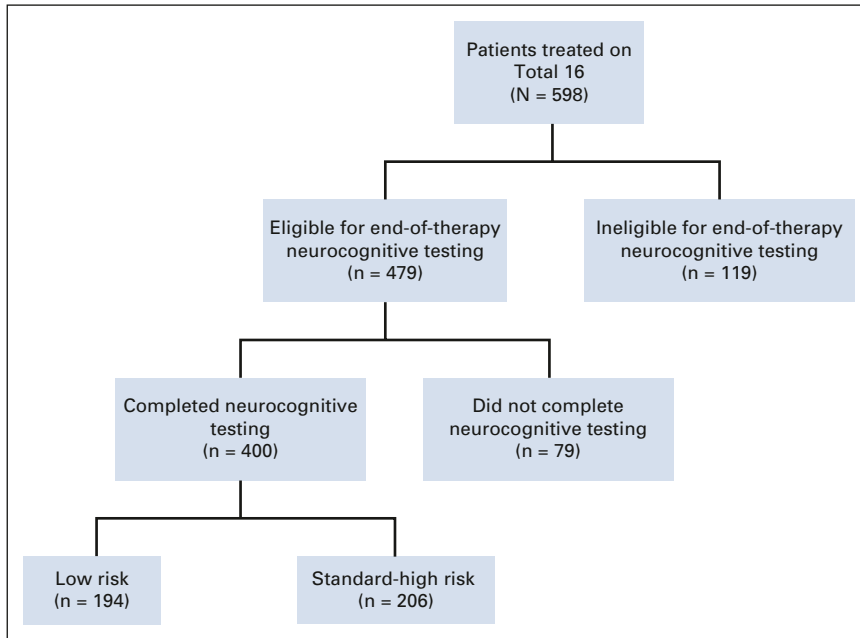 Patients treated on
Total 16
(N = 598)
Eligible for end-of-therapy
neurocognitive testing
(n = 479)
Ineligible for end-of-therapy
neurocognitive testing
(n = 119)
Completed neurocognitive
testing
(n = 400)
Did not complete
neurocognitive testing
(n = 79)
Low risk
(n = 194)
Standard-high risk
(n = 206)